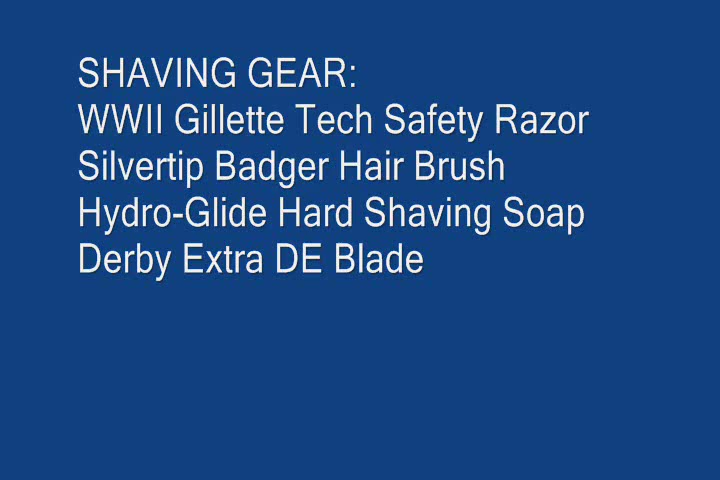 SHAVING GEAR:
WWII Gillette Tech Safety Razor
Silvertip Badger Hair Brush
Hydro-Glide Hard Shaving Soap
Derby Extra DE Blade